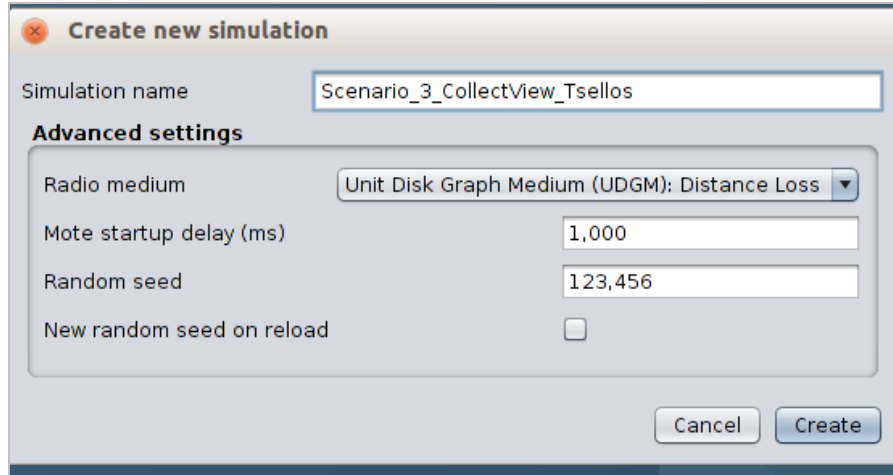 Create new simulation
Simulation name Scenario_3_CollectView_Tsellos
Advanced settings
Radio medium Unit Disk Graph Medium (UDGM): Distance Loss
Mote startup delay (ms) 1,000
Random seed 123,456
New random seed on reload
Cancel Create